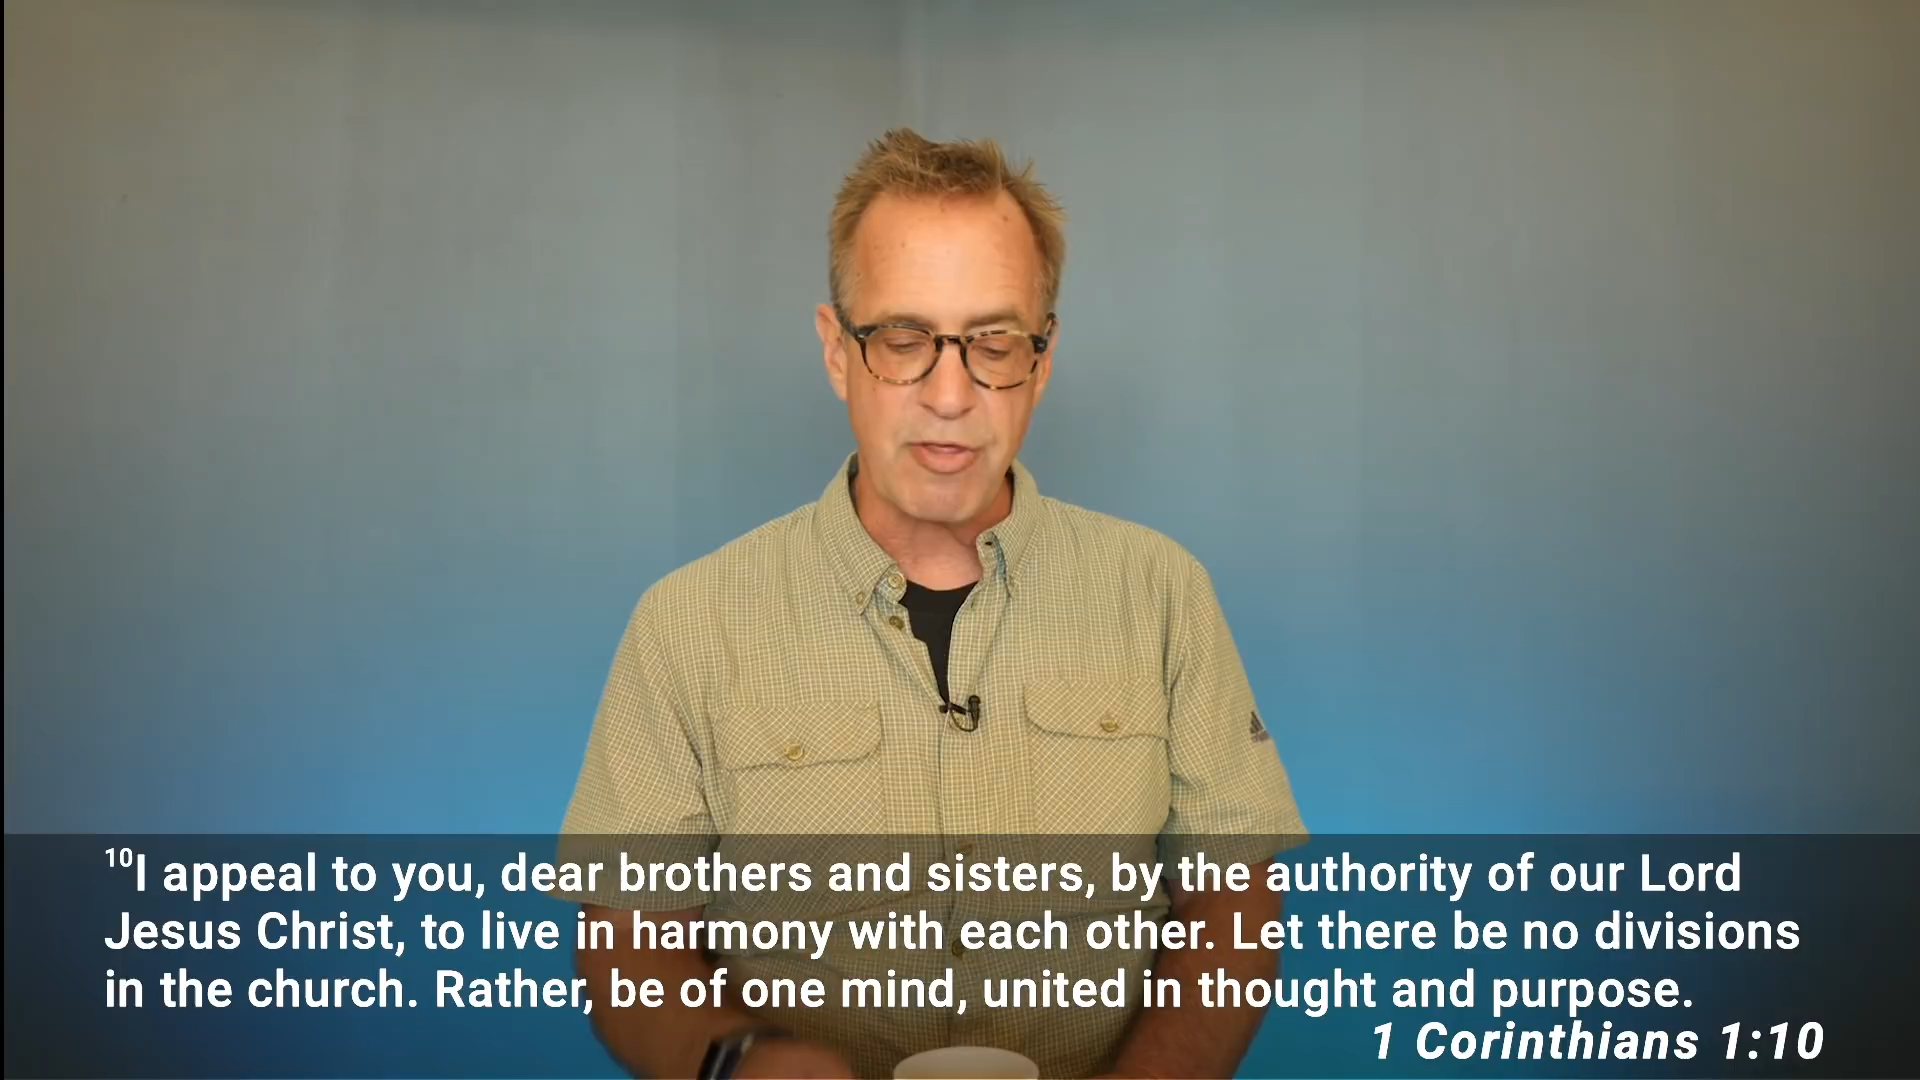 ¹⁰I appeal to you, dear brothers and sisters, by the authority of our Lord
Jesus Christ, to live in harmony with each other. Let there be no divisions
in the church. Rather, be of one mind, united in thought and purpose.
1 Corinthians 1:10